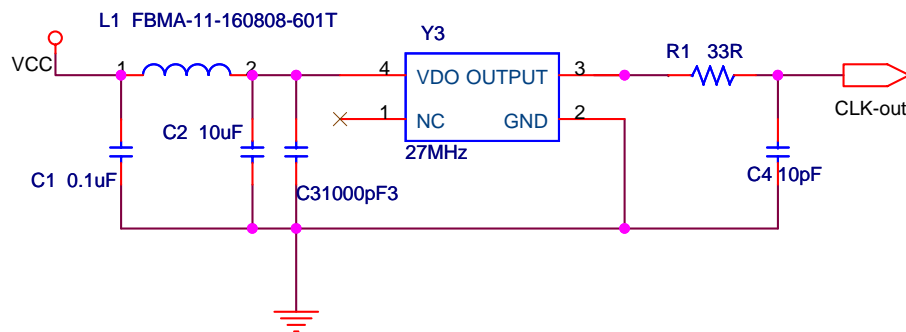 L1 FBMA-11-160808-601T
Y3
VCC
1
2
4
VDO OUTPUT
3
R1 33R
CLK-out
1
NC
GND
2
27MHz
C2 10uF
C1 0.1uF
C31000pF3
C4 10pF